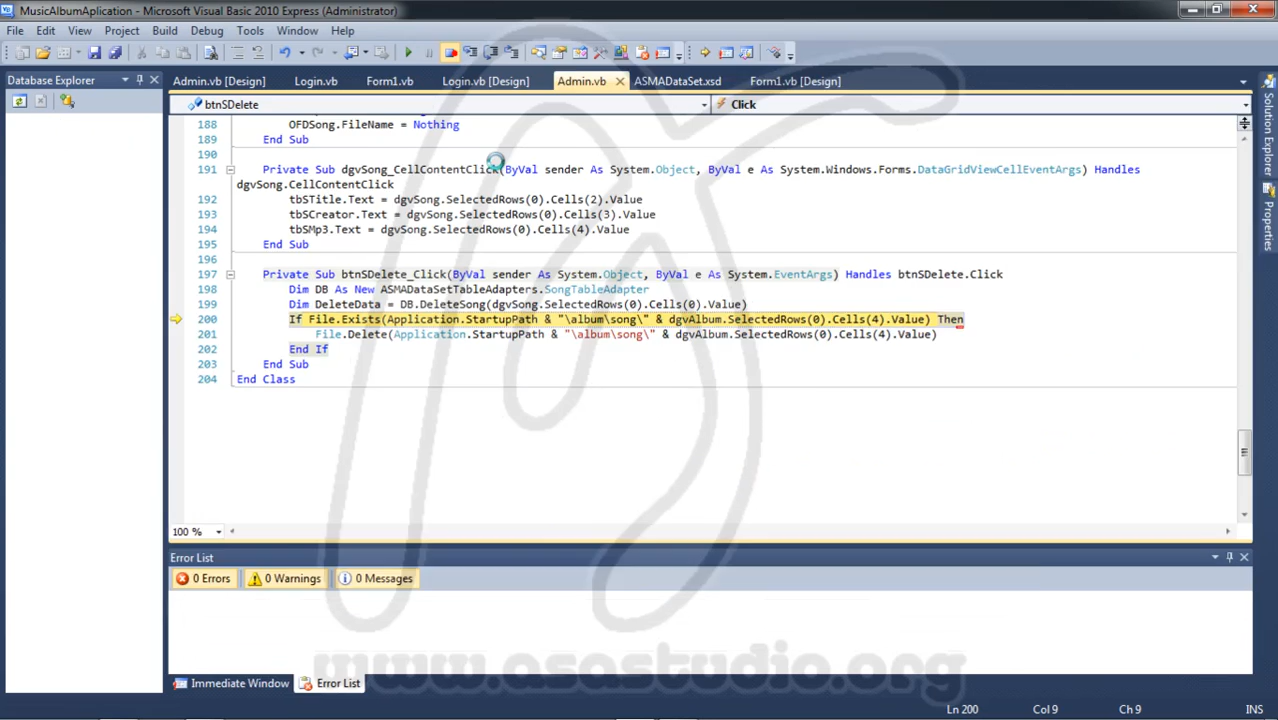 MusicAlbumAplication - Microsoft Visual Basic 2010 Express (Administrator)
File Edit View Project Build Debug Tools Window Help
Database Explorer
Admin.vb [Design] Login.vb Form1.vb Login.vb [Design] Admin.vb ASMADataSet.xsd Form1.vb [Design]
btnSDelete Click
188 OFDSong.FileName = Nothing
189 End Sub
190
191 Private Sub dgvSong_CellContentClick(ByVal sender As System.Object, ByVal e As System.Windows.Forms.DataGridViewCellEventArgs) Handles
dgvSong.CellContentClick
192 tbSTitle.Text = dgvSong.SelectedRows(0).Cells(2).Value
193 tbSCreator.Text = dgvSong.SelectedRows(0).Cells(3).Value
194 tbSMp3.Text = dgvSong.SelectedRows(0).Cells(4).Value
195 End Sub
196
197 Private Sub btnSDelete_Click(ByVal sender As System.Object, ByVal e As System.EventArgs) Handles btnSDelete.Click
198 Dim DB As New ASMADataSetTableAdapters.SongTableAdapter
199 Dim DeleteData = DB.DeleteSong(dgvSong.SelectedRows(0).Cells(0).Value)
200 If File.Exists(Application.StartupPath & "\album\song\" & dgvAlbum.SelectedRows(0).Cells(4).Value) Then
201 File.Delete(Application.StartupPath & "\album\song\" & dgvAlbum.SelectedRows(0).Cells(4).Value)
202 End If
203 End Sub
204 End Class
100 %
Error List
0 Errors 0 Warnings 0 Messages
Immediate Window Error List
Ln 200 Col 9 Ch 9 INS
Solution Explorer
Properties
www.asastudio.org